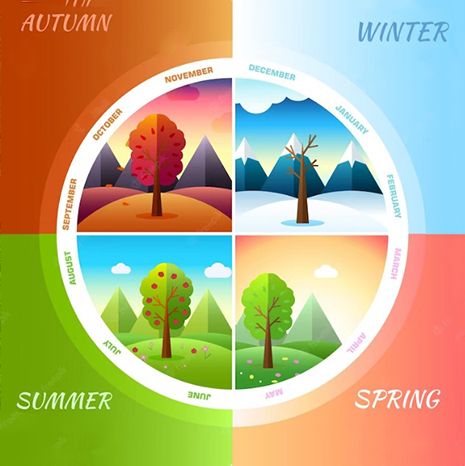 AUTUMN
WINTER
NOVEMBER
DECEMBER
OCTOBER
JANUARY
SEPTEMBER
FEBRUARY
AUGUST
MARCH
JULY
APRIL
JUNE
MAY
SUMMER
SPRING